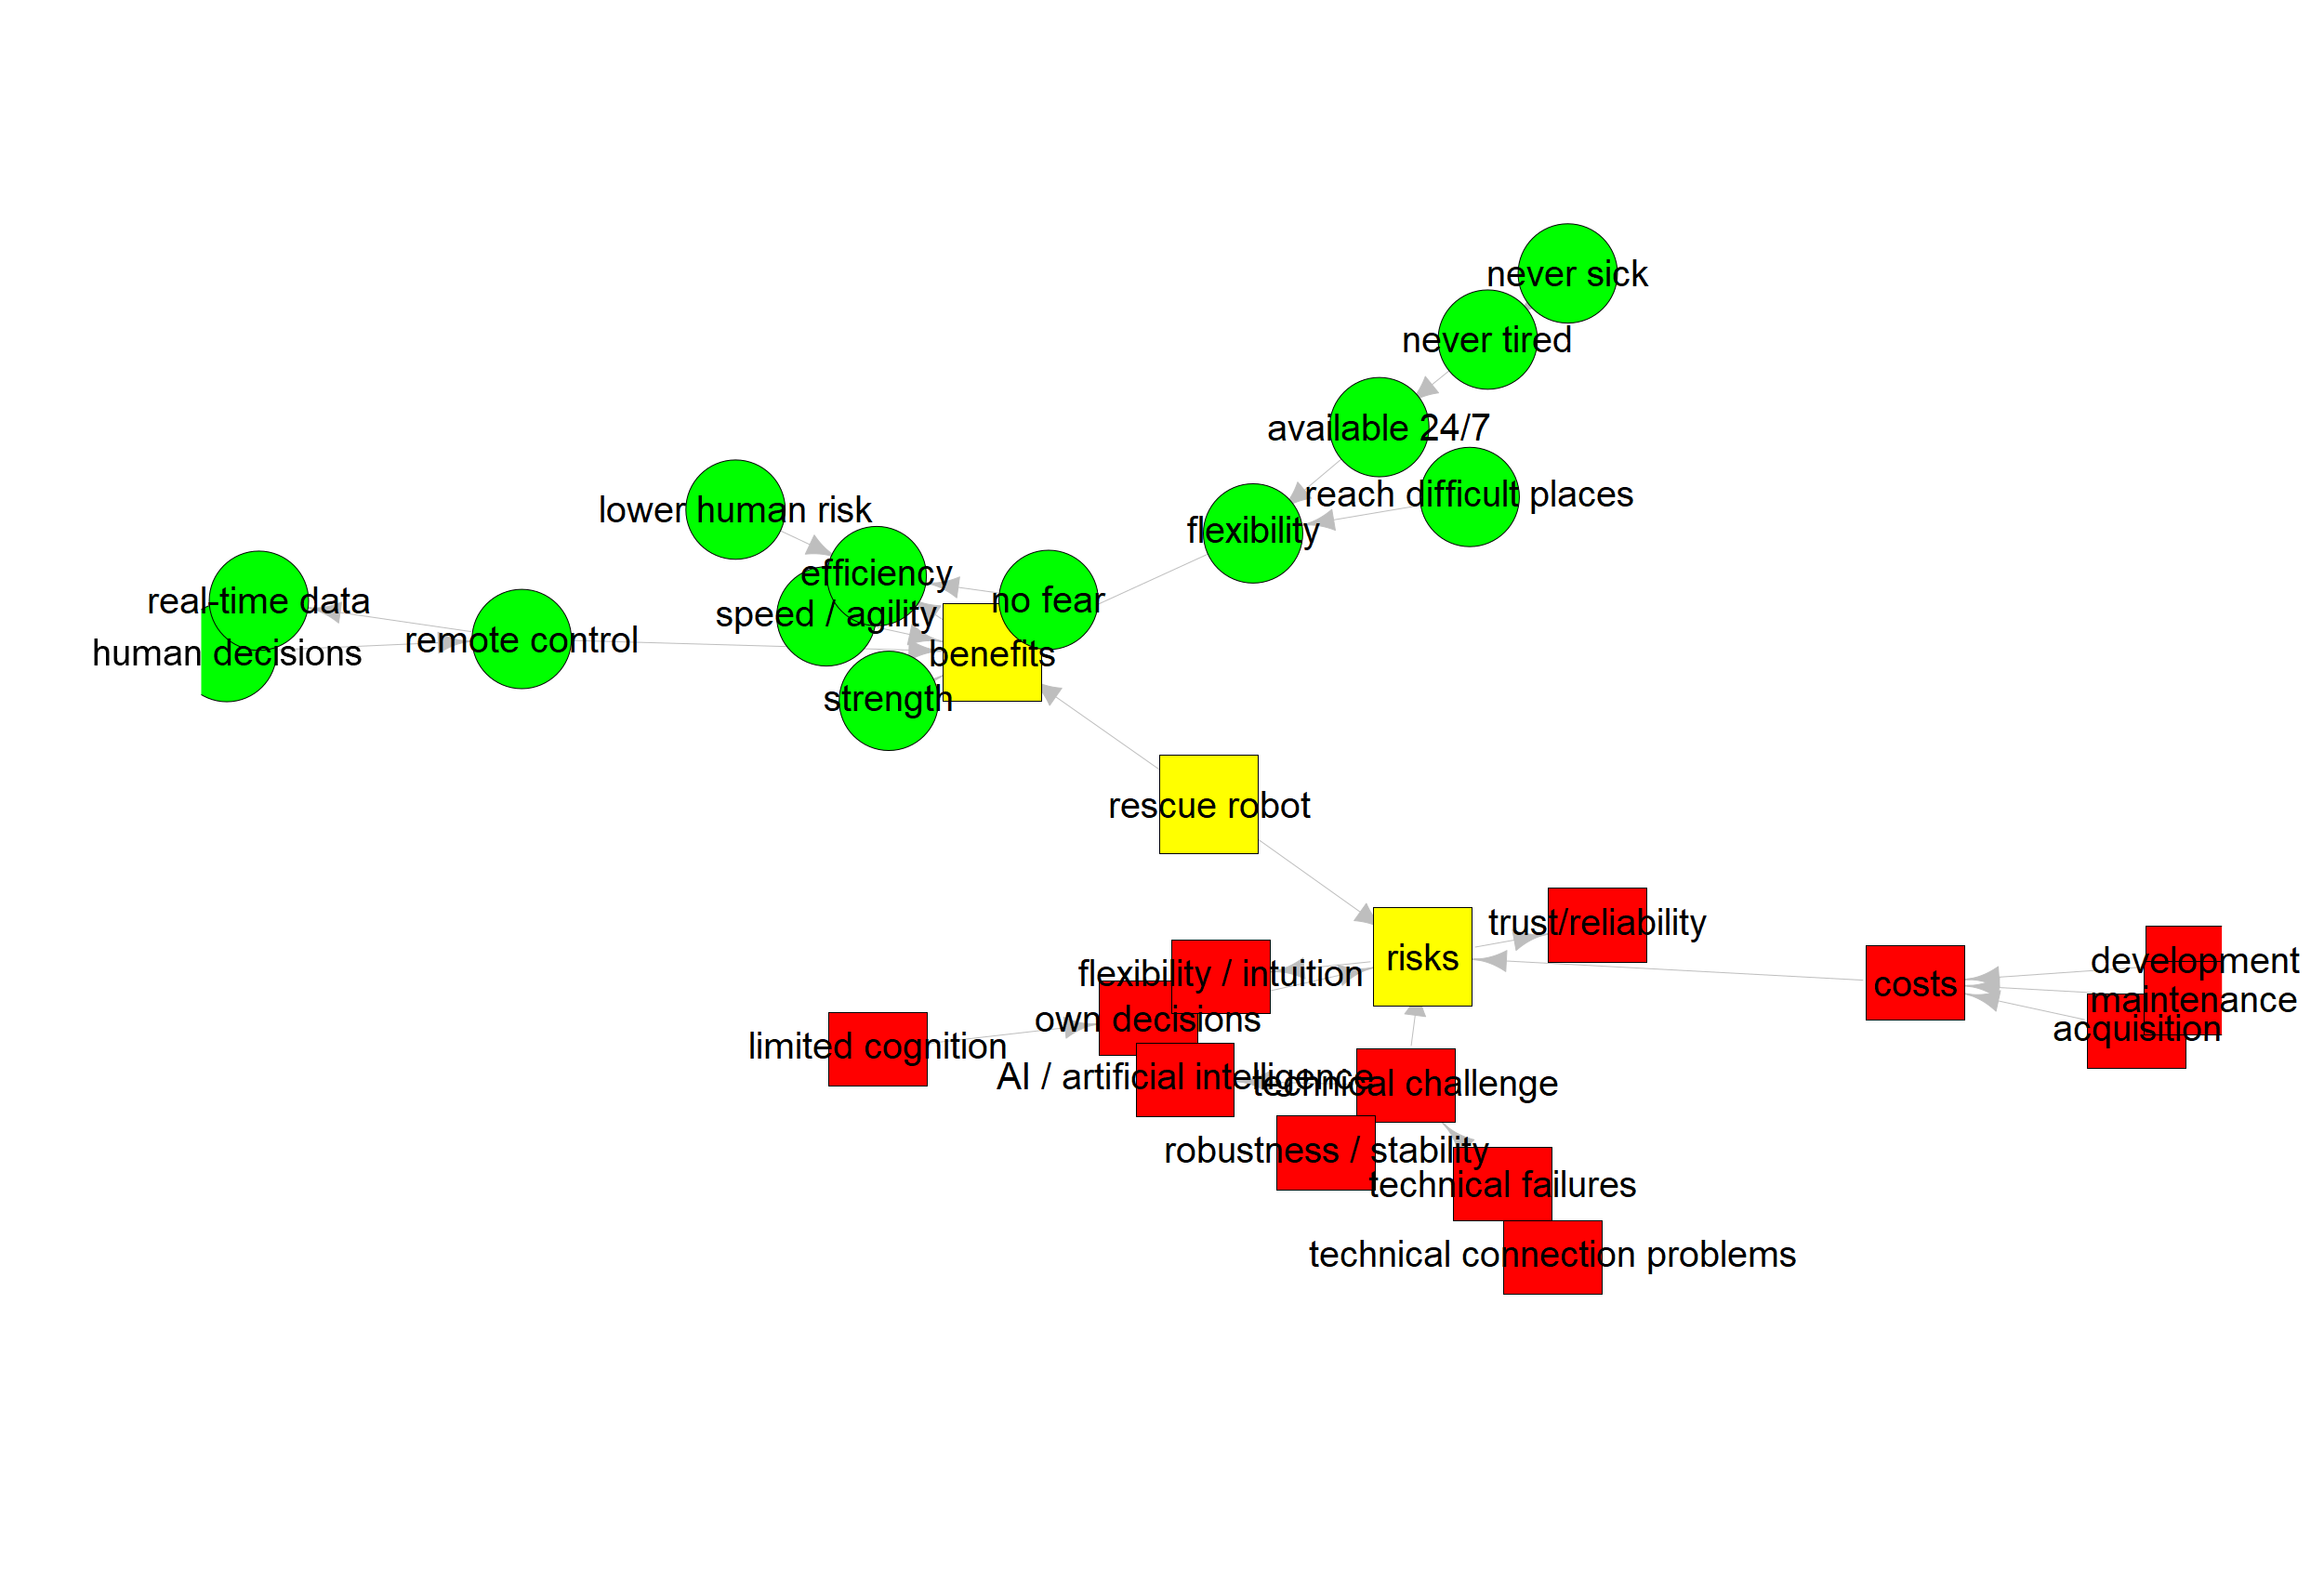 never sick
never tired
available 24/7
reach difficult places
lower human risk
flexibility
efficiency
real-time data
no fear
speed / agility
human decisions
remote control
benefits
strength
rescue robot
trust/reliability
risks
development
flexibility / intuition
costs
maintenance
own decisions
acquisition
limited cognition
AI / artificial intelligence
technical challenge
robustness / stability
technical failures
technical connection problems